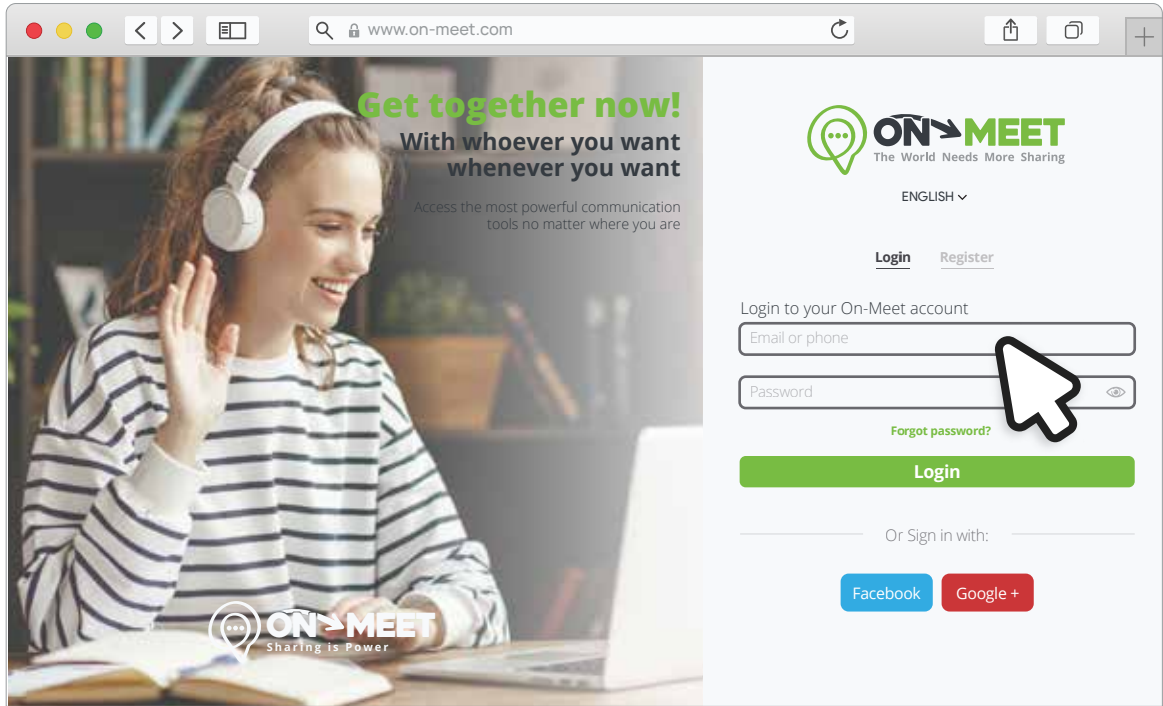 www.on-meet.com
Get together now!
With whoever you want
whenever you want
Access the most powerful communication
tools no matter where you are
ON MEET
Sharing is Power
ON MEET
The World Needs More Sharing
ENGLISH
Login Register
Login to your On-Meet account
Email or phone
Password
Forgot password?
Login
Or Sign in with:
Facebook Google +